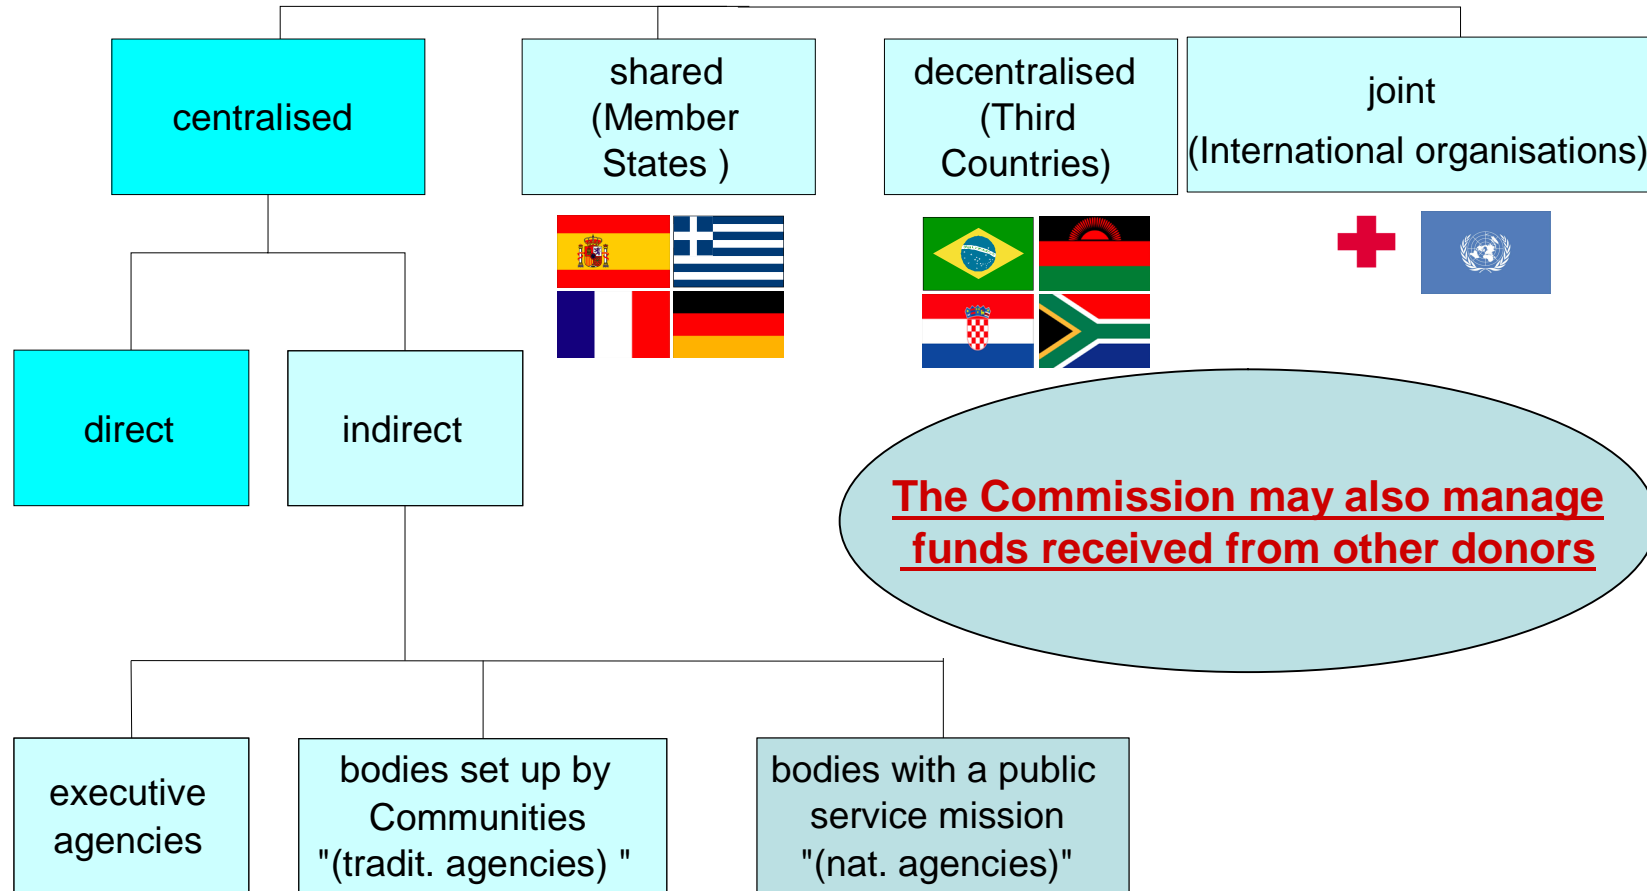 centralised
shared
(Member
States )
decentralised
(Third
Countries)
joint
(International organisations)
direct
indirect
The Commission may also manage
funds received from other donors
executive
agencies
bodies set up by
Communities
"(tradit. agencies) "
bodies with a public
service mission
"(nat. agencies)"